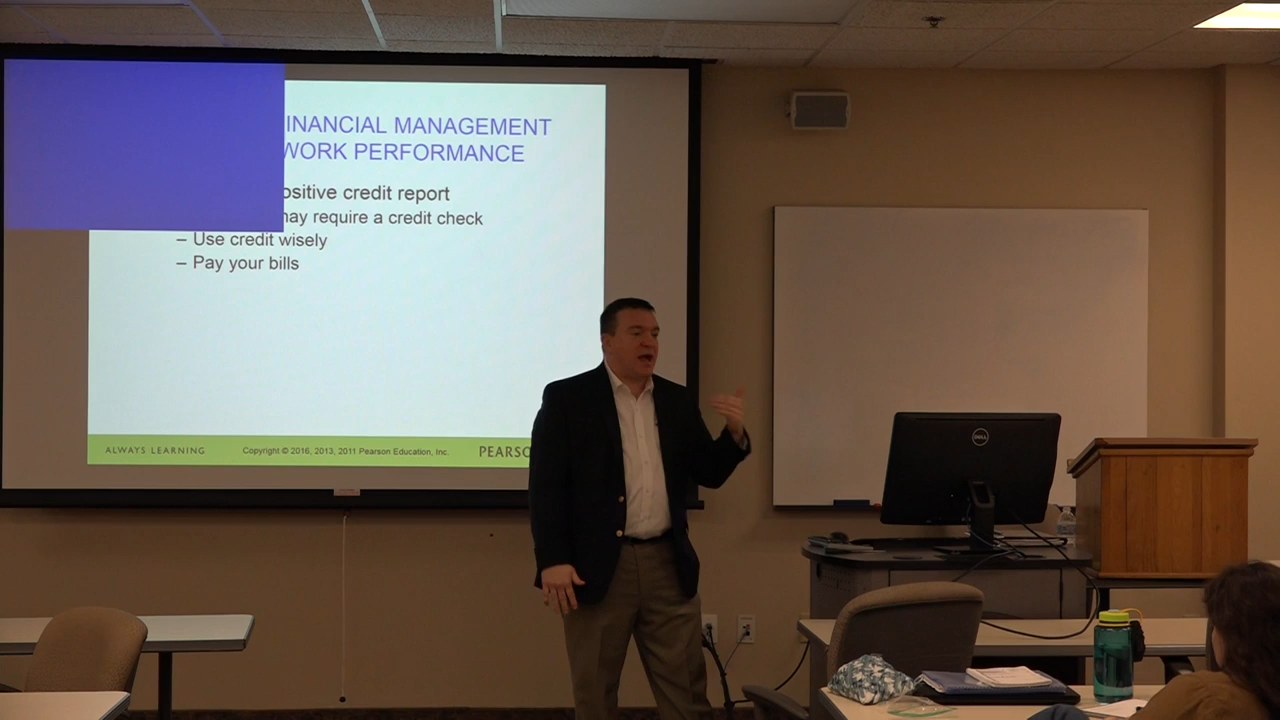 INANCIAL MANAGEMENT
WORK PERFORMANCE
ositive credit report
nay require a credit check
– Use credit wisely
– Pay your bills
ALWAYS LEARNING
Copyright © 2016, 2013, 2011 Pearson Education, Inc.
PEARSO
DELL